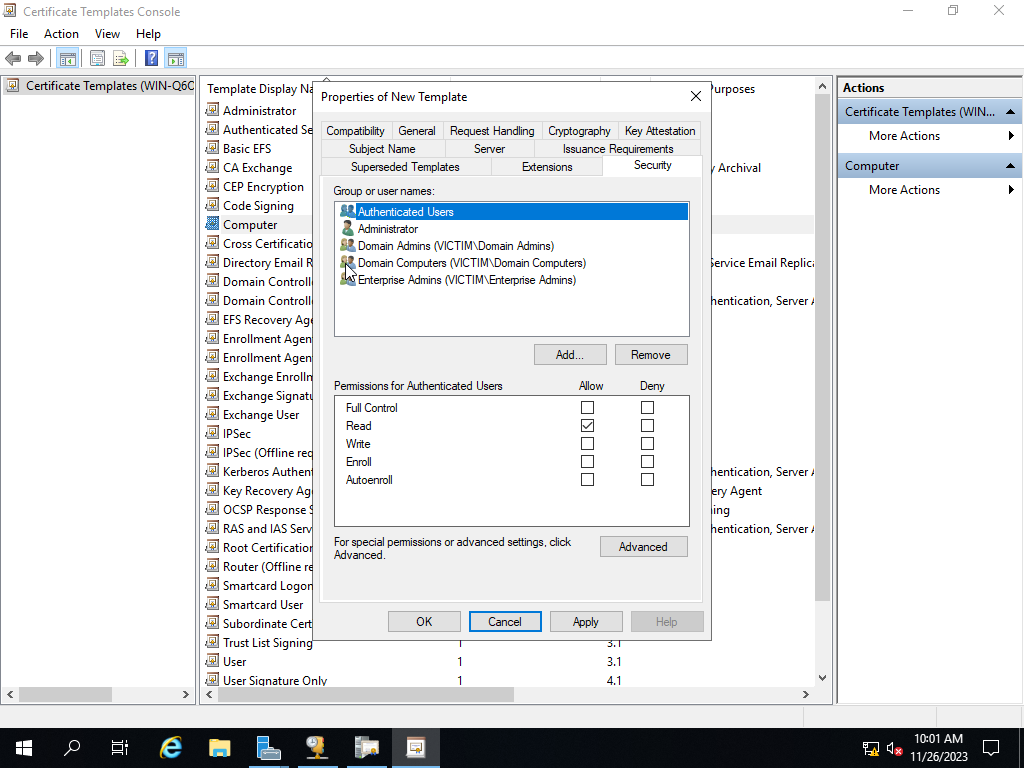 Certificate Templates Console
File Action View Help
Certificate Templates (WIN-Q6C
Template Display Na
urposes
Administrator
Authenticated Se
Basic EFS
CA Exchange
y Archival
CEP Encryption
Code Signing
Computer
Cross Certificatio
Directory Email R
Service Email Replica
Domain Controll
Domain Controll
hentication, Server A
EFS Recovery Age
Enrollment Agen
Enrollment Agen
Exchange Enrolln
Exchange Signatu
Exchange User
IPSec
IPSec (Offline req
Kerberos Authent
hentication, Server A
Key Recovery Ag
ery Agent
OCSP Response S
ning
RAS and IAS Serv
hentication, Server A
Root Certification
Router (Offline re
Smartcard Logon
Smartcard User
Subordinate Cert
Trust List Signing 1 3.1
User 1 3.1
User Signature Only 1 4.1
Properties of New Template
Compatibility General Request Handling Cryptography Key Attestation
Subject Name Server Issuance Requirements
Superseded Templates Extensions Security
Group or user names:
Authenticated Users
Administrator
Domain Admins (VICTIM\Domain Admins)
Domain Computers (VICTIM\Domain Computers)
Enterprise Admins (VICTIM\Enterprise Admins)
Add... Remove
Permissions for Authenticated Users Allow Deny
Full Control
Read
Write
Enroll
Autoenroll
For special permissions or advanced settings, click
Advanced.
Advanced
OK Cancel Apply Help
Actions
Certificate Templates (WIN...
More Actions
Computer
More Actions
10:01 AM
11/26/2023